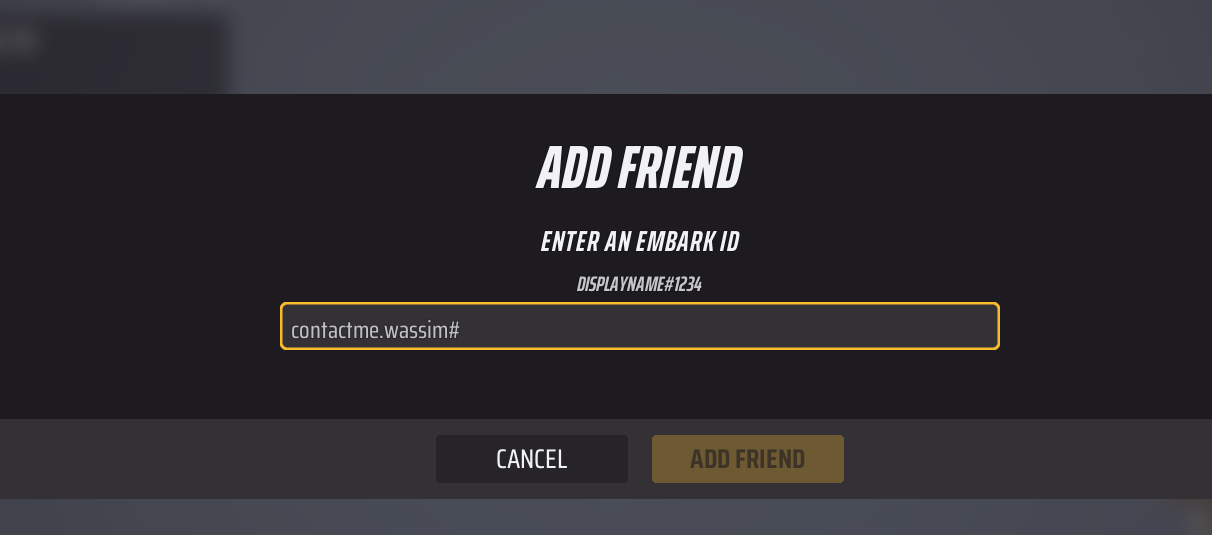 ADD FRIEND
ENTER AN EMBARK ID
DISPLAYNAME#1234
contactme.wassim#
CANCEL
ADD FRIEND